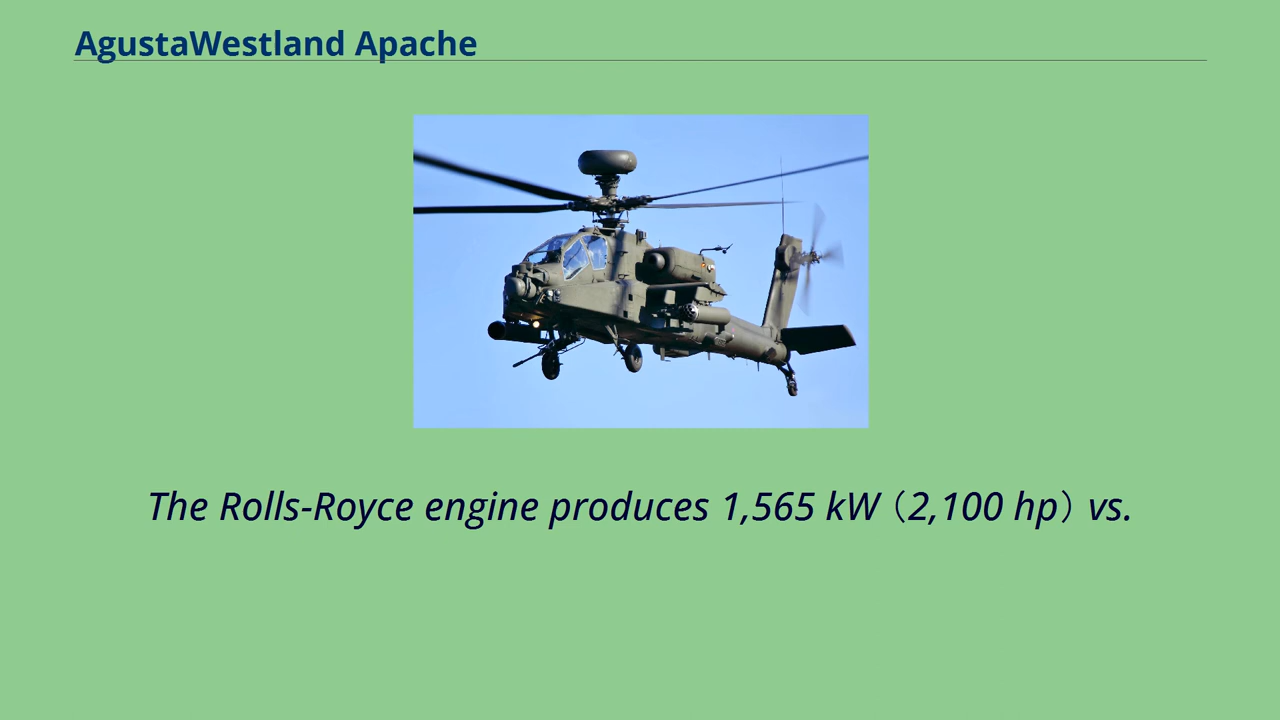 AgustaWestland Apache
The Rolls-Royce engine produces 1,565 kW（2,100 hp）vs.